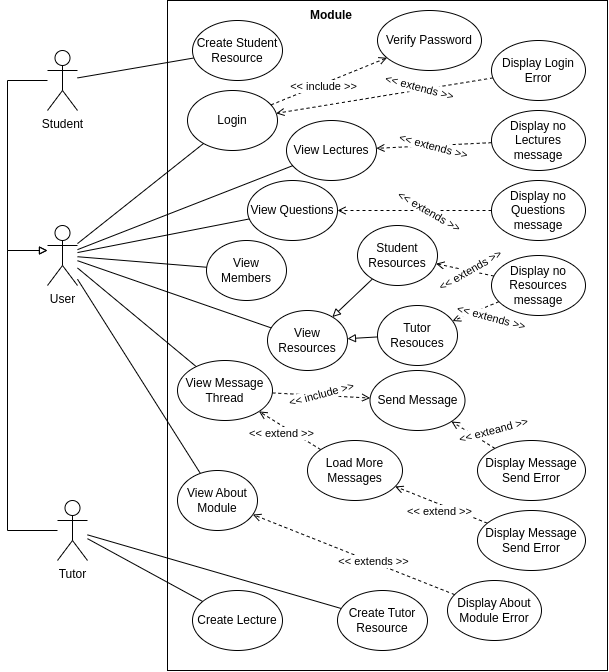 Module
Create Student
Resource
Verify Password
<< include >>
<< extends >>
Display Login
Error
Student
Login
View Lectures
<< extends >>
Display no
Lectures
message
View Questions
<< extends >>
Display no
Questions
message
User
View
Members
Student
Resources
<< extends >>
Display no
Resources
message
View
Resources
Tutor
Resouces
<< extends >>
View Message
Thread
<< include >>
Send Message
<< exteand >>
<< extend >>
Load More
Messages
Display Message
Send Error
View About
Module
<< extend >>
Display Message
Send Error
Tutor
<< extends >>
Display About
Module Error
Create Lecture
Create Tutor
Resource